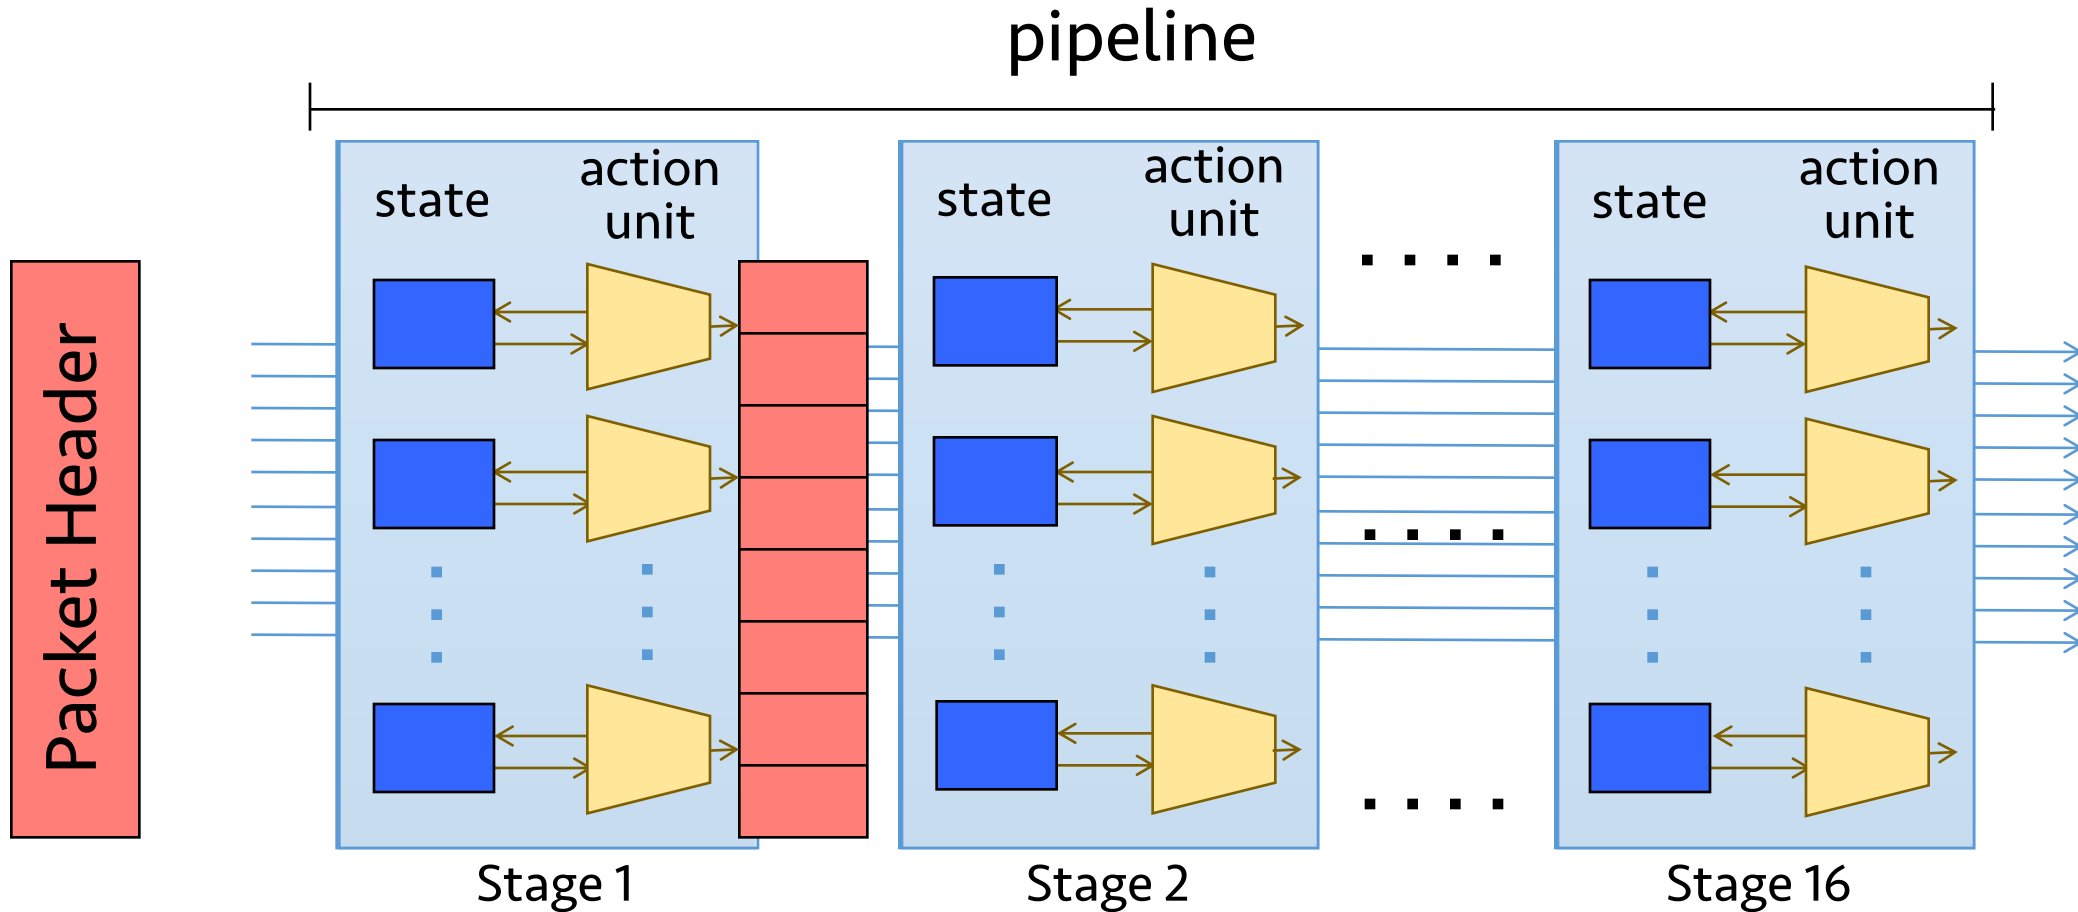 pipeline
state
action
unit
state
action
unit
state
action
unit
Packet Header
Stage 1
Stage 2
Stage 16